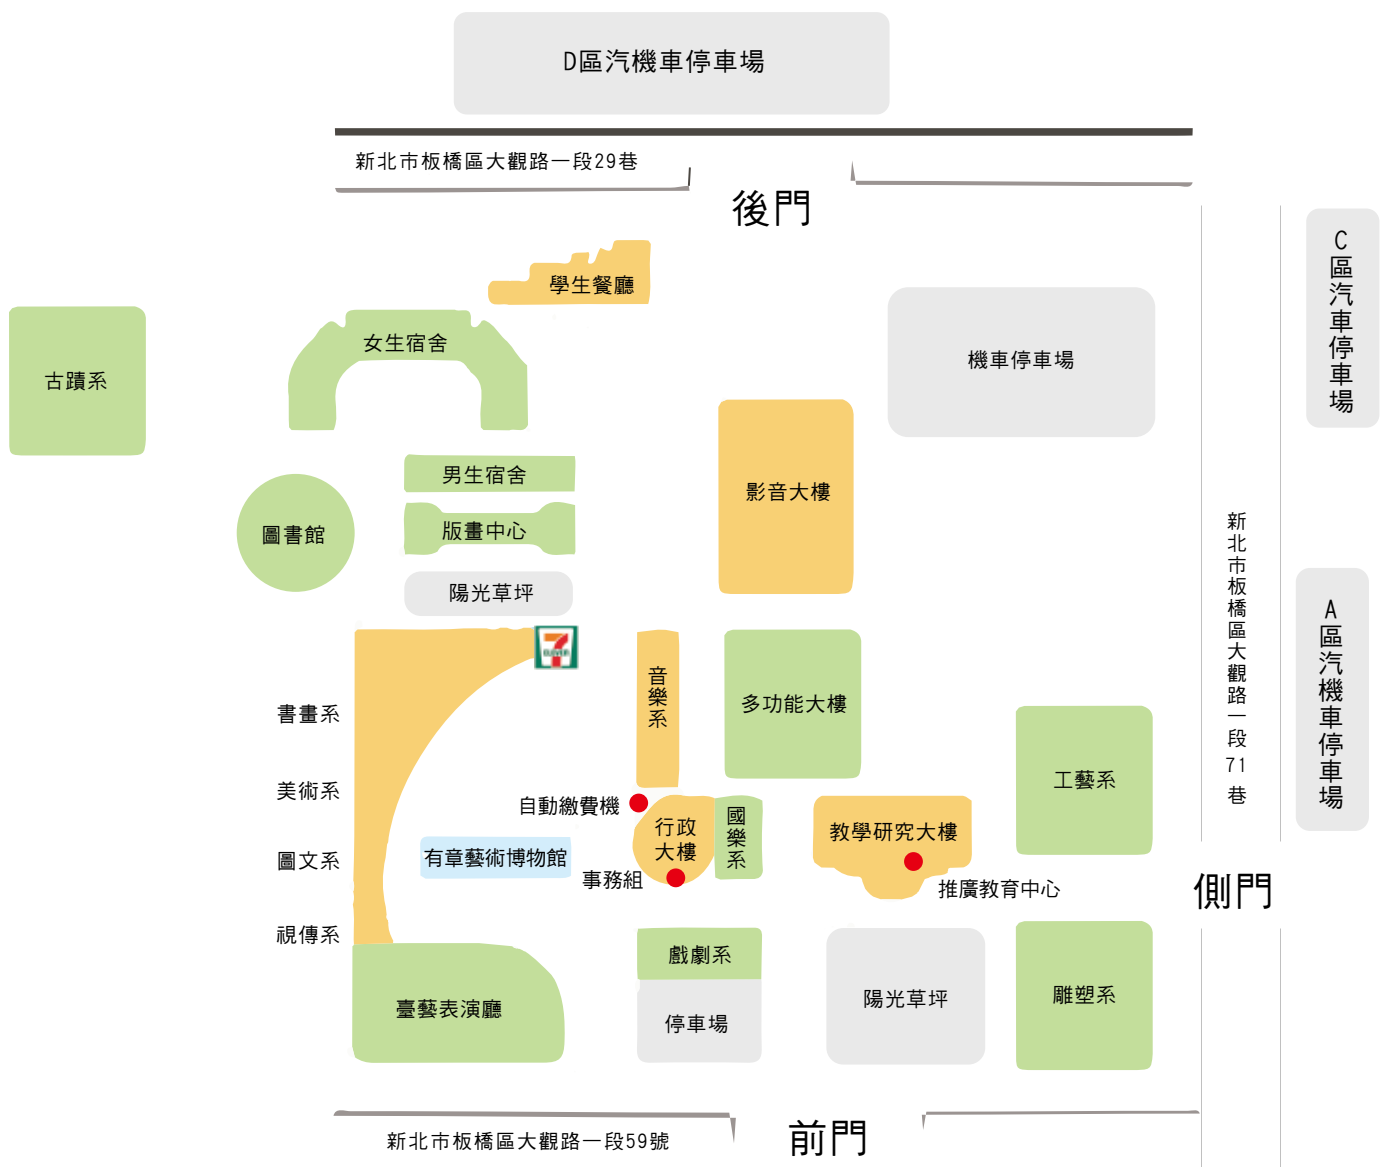 D區汽機車停車場
新北市板橋區大觀路一段29巷
後門
C區汽車停車場
學生餐廳
女生宿舍
機車停車場
古蹟系
男生宿舍
影音大樓
版畫中心
圖書館
陽光草坪
新北市板橋區大觀路一段71巷
A區汽機車停車場
7
ELEVEn
音樂系
多功能大樓
書畫系
工藝系
美術系
自動繳費機
國樂系
行政
大樓
教學研究大樓
有章藝術博物館
圖文系
事務組
推廣教育中心
側門
視傳系
戲劇系
陽光草坪
雕塑系
臺藝表演廳
停車場
新北市板橋區大觀路一段59號
前門